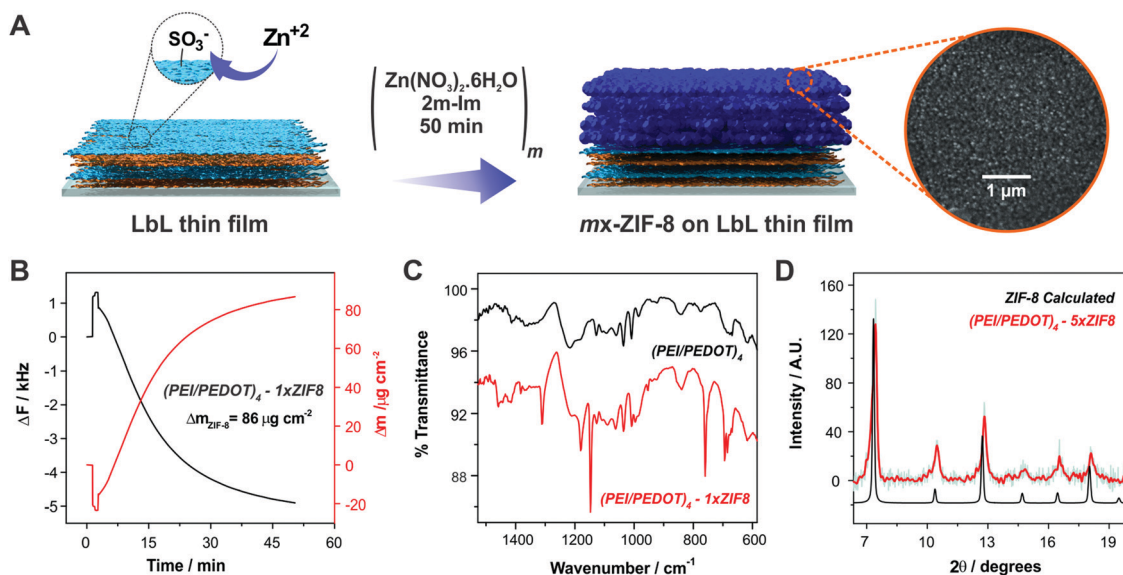 A
SO₃⁻
Zn⁺²
Zn(NO₃)₂.6H₂O
2m-Im
50 min
m
1 µm
LbL thin film
mx-ZIF-8 on LbL thin film
B
ΔF / kHz
1
0
-1
-2
-3
-4
-5
(PEI/PEDOT)₄ - 1xZIF8
Δm_ZIF-8 = 86 µg cm⁻²
80
60
40
20
0
-20
Δm /µg cm⁻²
0 15 30 45 60
Time / min
C
% Transmittance
100
96
92
88
(PEI/PEDOT)₄
(PEI/PEDOT)₄ - 1xZIF8
1400 1200 1000 800 600
Wavenumber / cm⁻¹
D
Intensity / A.U.
160
120
80
40
0
ZIF-8 Calculated
(PEI/PEDOT)₄ - 5xZIF8
7 10 13 16 19
2θ / degrees